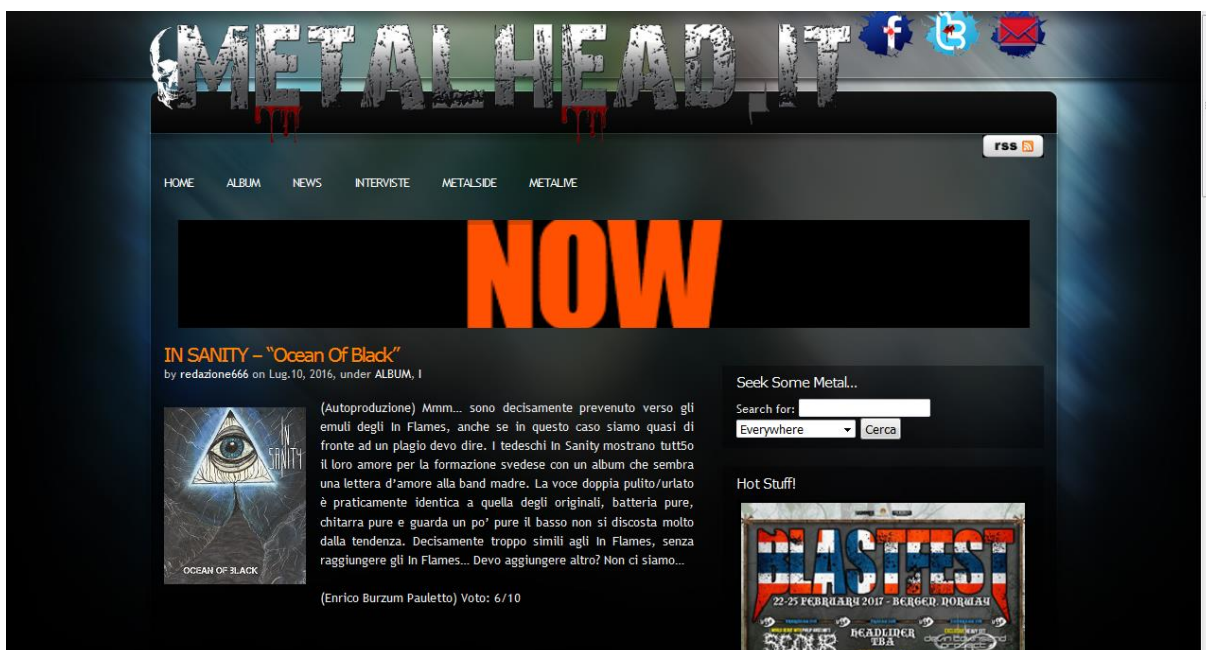 METALHEAD.IT
rss
HOME ALBUM NEWS INTERVISTE METALSIDE METALIVE
NOW
IN SANITY – “Ocean Of Black”
by redazione666 on Lug.10, 2016, under ALBUM, I
IN
SANITY
OCEAN OF BLACK
(Autoproduzione) Mmm... sono decisamente prevenuto verso gli
emuli degli In Flames, anche se in questo caso siamo quasi di
fronte ad un plagio devo dire. I tedeschi In Sanity mostrano tutt5o
il loro amore per la formazione svedese con un album che sembra
una lettera d’amore alla band madre. La voce doppia pulito/urlato
è praticamente identica a quella degli originali, batteria pure,
chitarra pure e guarda un po’ pure il basso non si discosta molto
dalla tendenza. Decisamente troppo simili agli In Flames, senza
raggiungere gli In Flames... Devo aggiungere altro? Non ci siamo...
(Enrico Burzum Pauletto) Voto: 6/10
Seek Some Metal...
Search for:
Everywhere Cerca
Hot Stuff!
BLASTFEST
22-25 FEBRUARY 2017 - BERGEN, NORWAY
HEADLINER
TBA
devin townsend
project